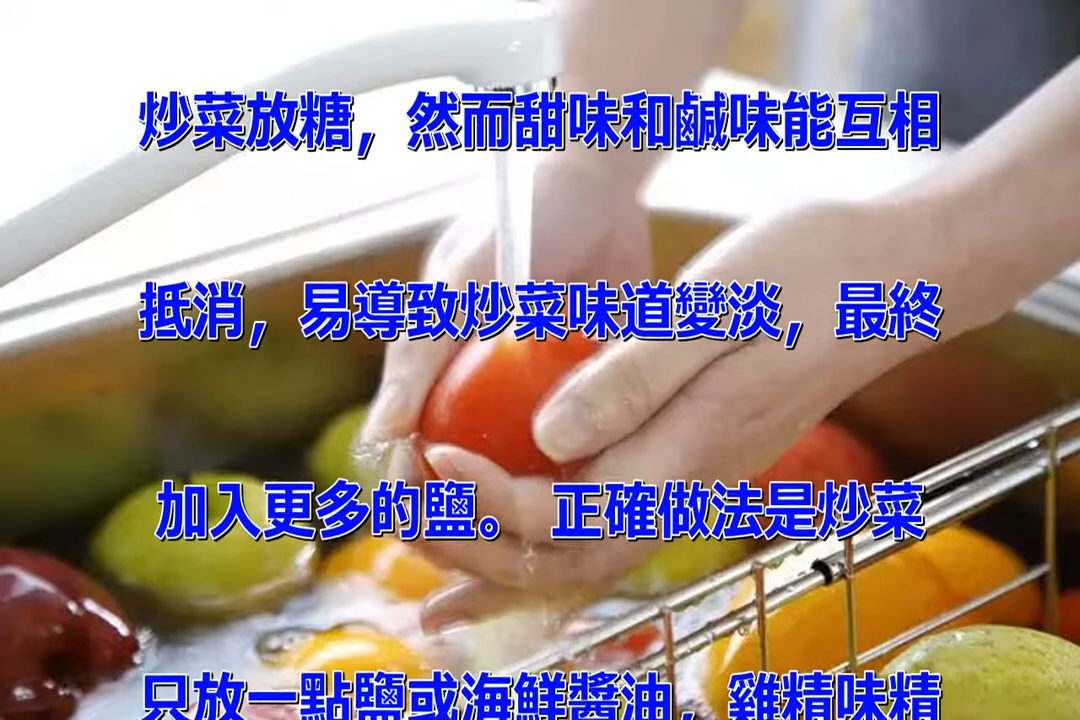 炒菜放糖，然而甜味和鹹味能互相
抵消，易導致炒菜味道變淡，最終
加入更多的鹽。 正確做法是炒菜
只放一點鹽或海鮮醬油，雞精味精